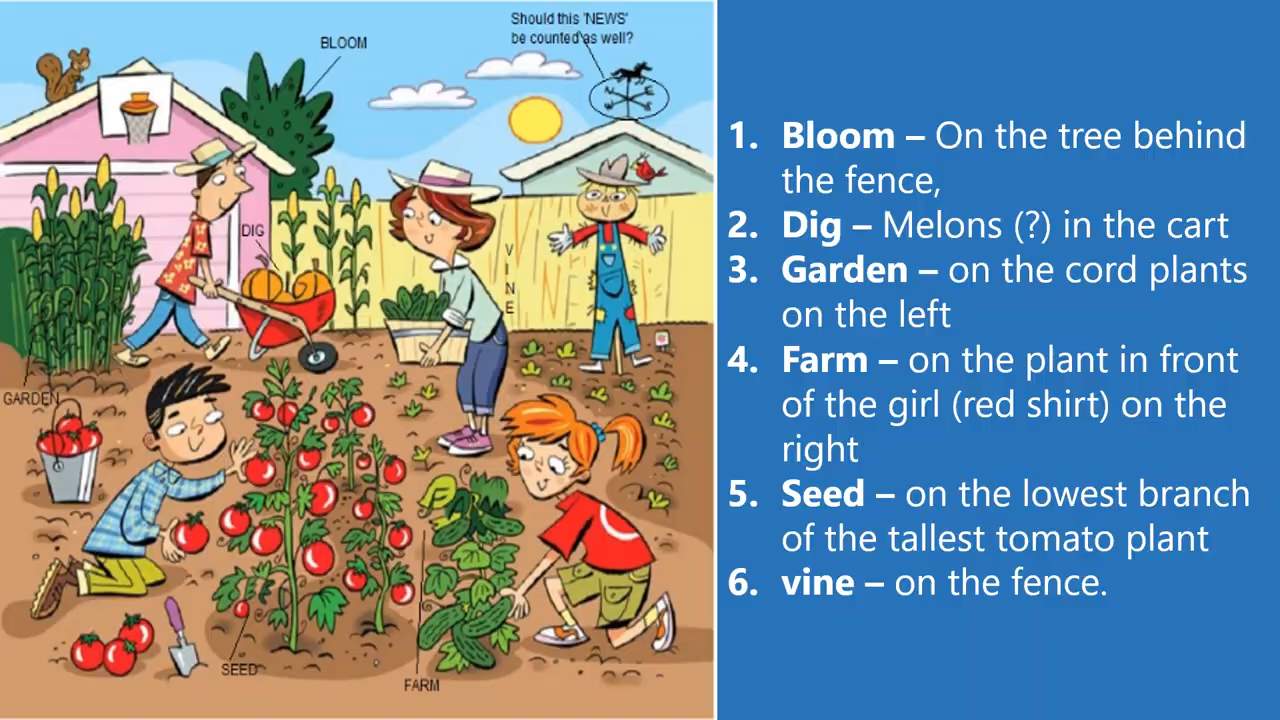 Should this 'NEWS'
be counted as well?
BLOOM
DIG
V
I
N
E
GARDEN
SEED
FARM
1. Bloom – On the tree behind
the fence,
2. Dig – Melons (?) in the cart
3. Garden – on the cord plants
on the left
4. Farm – on the plant in front
of the girl (red shirt) on the
right
5. Seed – on the lowest branch
of the tallest tomato plant
6. vine – on the fence.